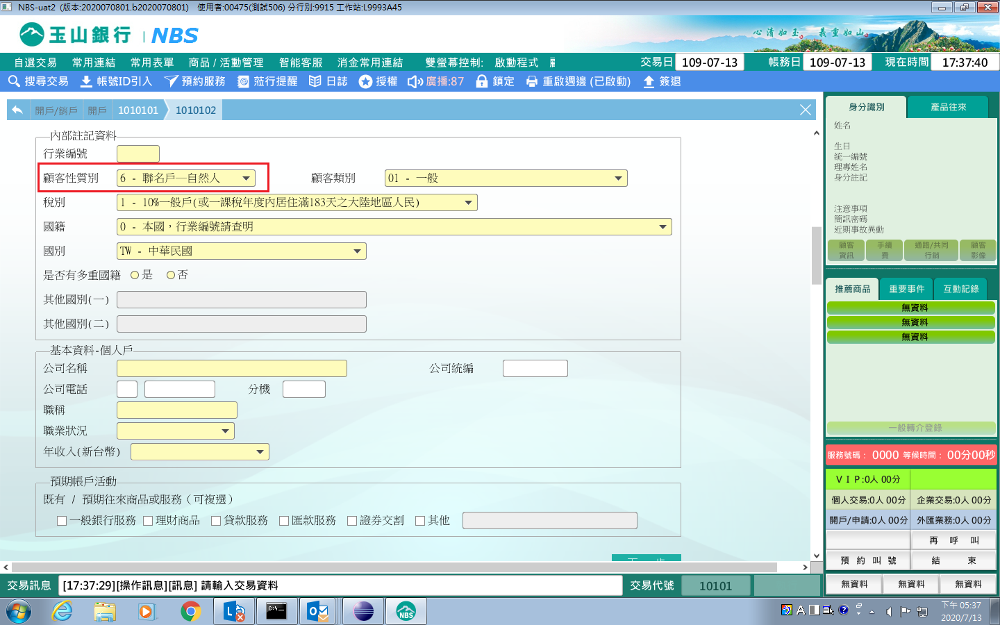 NBS-uat2 (版本:2020070801.b2020070801) 使用者:00475(測試506) 分行別:9915 工作站:L9993A45
玉山銀行 NBS
心清如玉。 義重如山。
自選交易 常用連結 常用表單 商品 / 活動管理 智能客服 消金常用連結 雙螢幕控制: 啟動程式
交易日 109-07-13 帳務日 109-07-13 現在時間 17:37:40
搜尋交易 帳號ID引入 預約服務 蒞行提醒 日誌 授權 廣播:87 鎖定 重啟週邊 (已啟動) 簽退
開戶/銷戶 開戶 1010101 1010102
內部註記資料
行業編號
顧客性質別 6 - 聯名戶─自然人 顧客類別 01 - 一般
稅別 1 - 10%一般戶(或一課稅年度內居住滿183天之大陸地區人民)
國籍 0 - 本國，行業編號請查明
國別 TW - 中華民國
是否有多重國籍 是 否
其他國別(一)
其他國別(二)
基本資料-個人戶
公司名稱 公司統編
公司電話 分機
職稱
職業狀況
年收入(新台幣)
預期帳戶活動
既有 / 預期往來商品或服務（可複選）
一般銀行服務 理財商品 貸款服務 匯款服務 證券交割 其他
交易訊息 [17:37:29][操作訊息][訊息] 請輸入交易資料 交易代號 10101
身分識別 產品往來
姓名
生日
統一編號
理專姓名
身分註記
注意事項
簡訊密碼
近期事故異動
顧客資訊 手續費 通路/共同行銷 顧客影像
推薦商品 重要事件 互動記錄
無資料
無資料
無資料
一般轉介登錄
服務號碼： 0000 等候時間： 00分00秒
ＶＩＰ:0人 00分
個人交易:0人 00分 企業交易:0人 00分
開戶/申請:0人 00分 外匯業務:0人 00分
再 呼 叫
預 約 叫 號 結 束
無資料 無資料 無資料
下午 05:37
2020/7/13